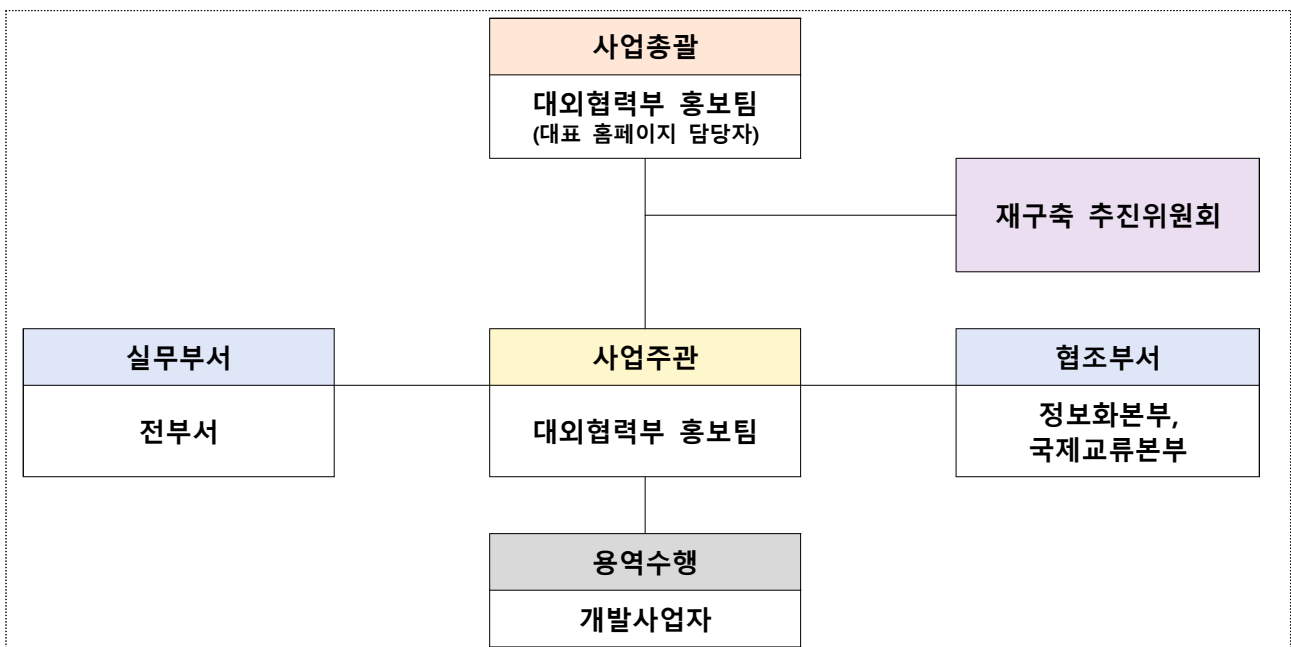 사업총괄
대외협력부 홍보팀
(대표 홈페이지 담당자)
재구축 추진위원회
실무부서
전부서
사업주관
대외협력부 홍보팀
협조부서
정보화본부,
국제교류본부
용역수행
개발사업자